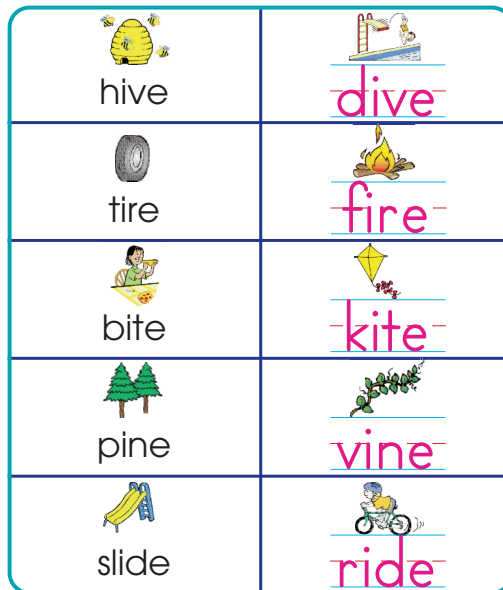 hive dive
tire fire
bite kite
pine vine
slide ride